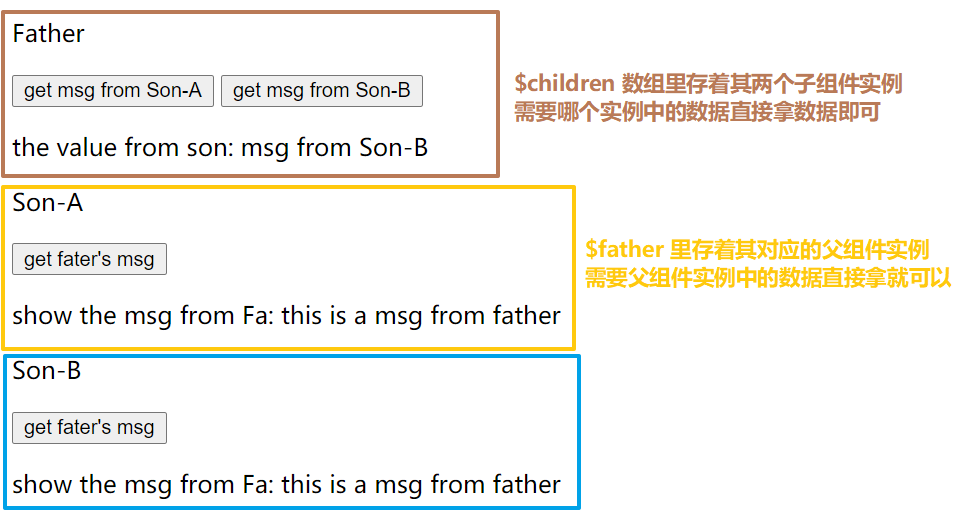 Father
get msg from Son-A
get msg from Son-B
the value from son: msg from Son-B
$children 数组里存着其两个子组件实例
需要哪个实例中的数据直接拿数据即可
Son-A
get fater's msg
show the msg from Fa: this is a msg from father
$father 里存着其对应的父组件实例
需要父组件实例中的数据直接拿就可以
Son-B
get fater's msg
show the msg from Fa: this is a msg from father